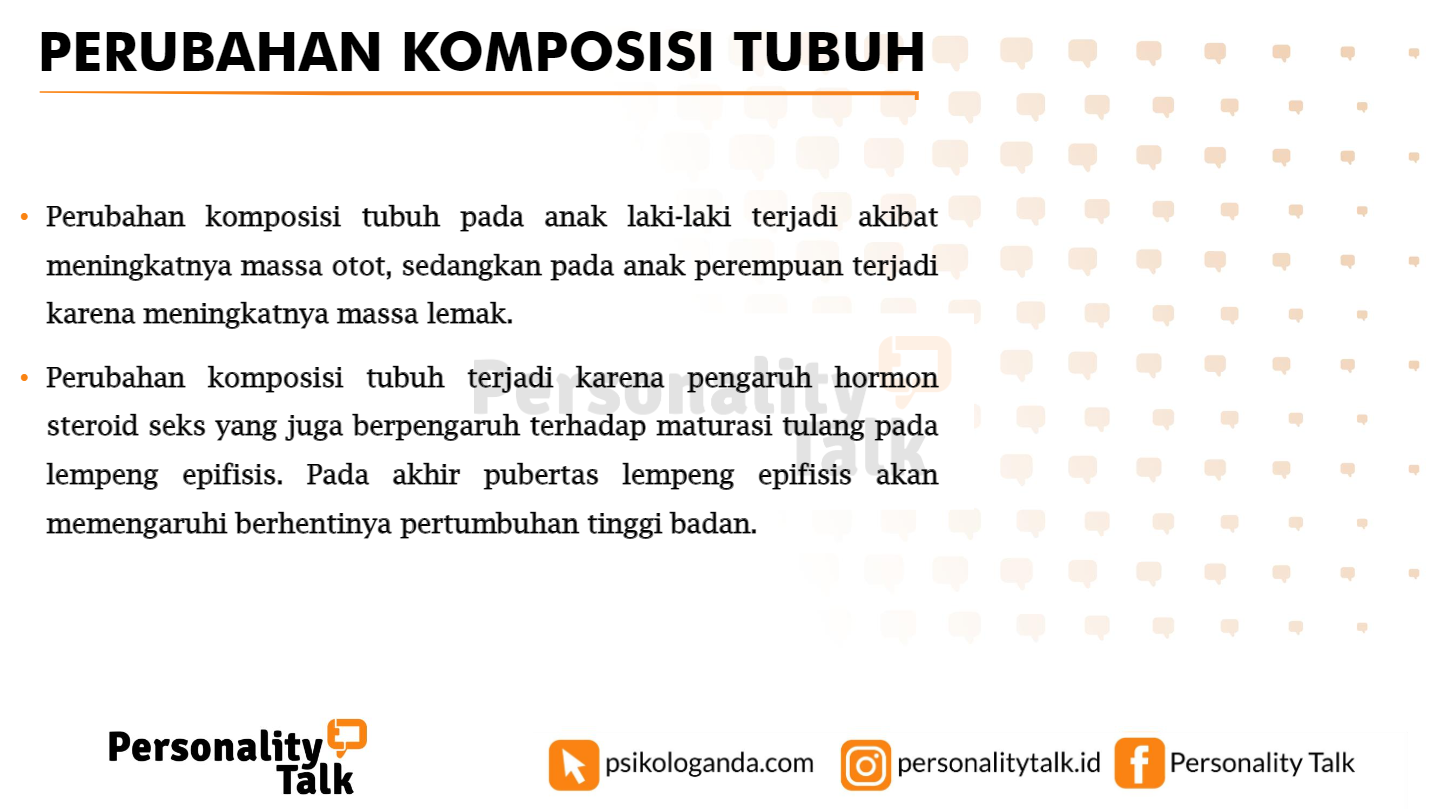 PERUBAHAN KOMPOSISI TUBUH
• Perubahan komposisi tubuh pada anak laki-laki terjadi akibat
meningkatnya massa otot, sedangkan pada anak perempuan terjadi
karena meningkatnya massa lemak.
• Perubahan komposisi tubuh terjadi karena pengaruh hormon
steroid seks yang juga berpengaruh terhadap maturasi tulang pada
lempeng epifisis. Pada akhir pubertas lempeng epifisis akan
memengaruhi berhentinya pertumbuhan tinggi badan.
Personality
Talk
Personality
Talk
psikologanda.com
personalitytalk.id
Personality Talk